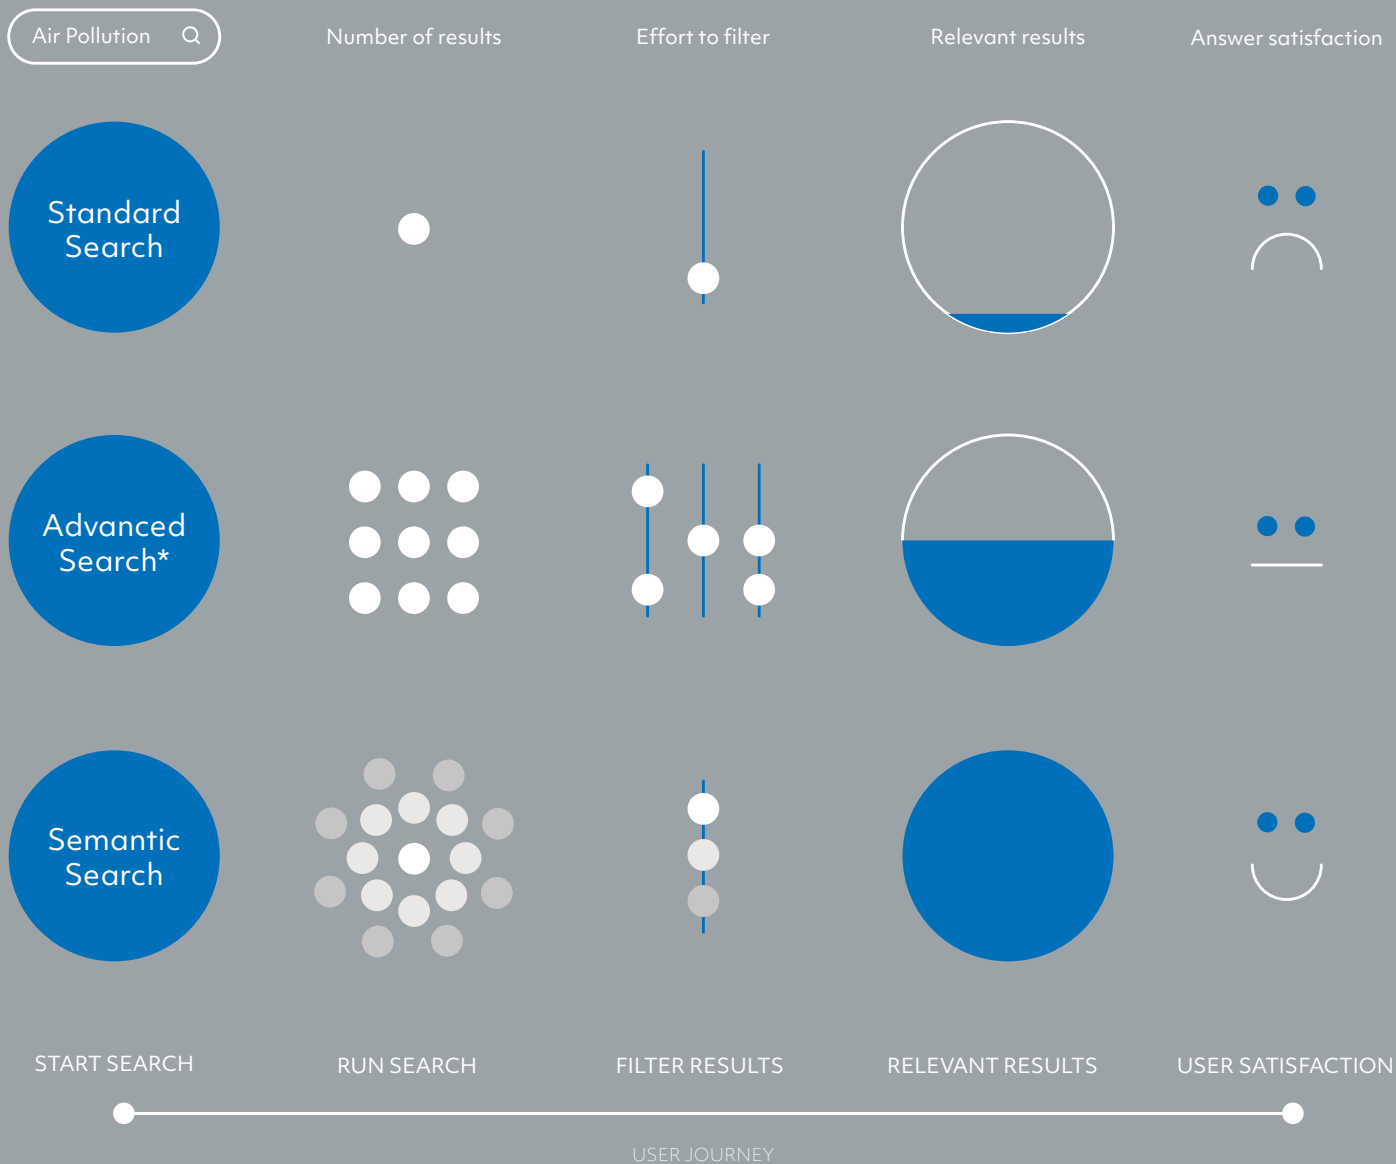 Air Pollution
Number of results
Effort to filter
Relevant results
Answer satisfaction
Standard
Search
Advanced
Search*
Semantic
Search
START SEARCH
RUN SEARCH
FILTER RESULTS
RELEVANT RESULTS
USER SATISFACTION
USER JOURNEY